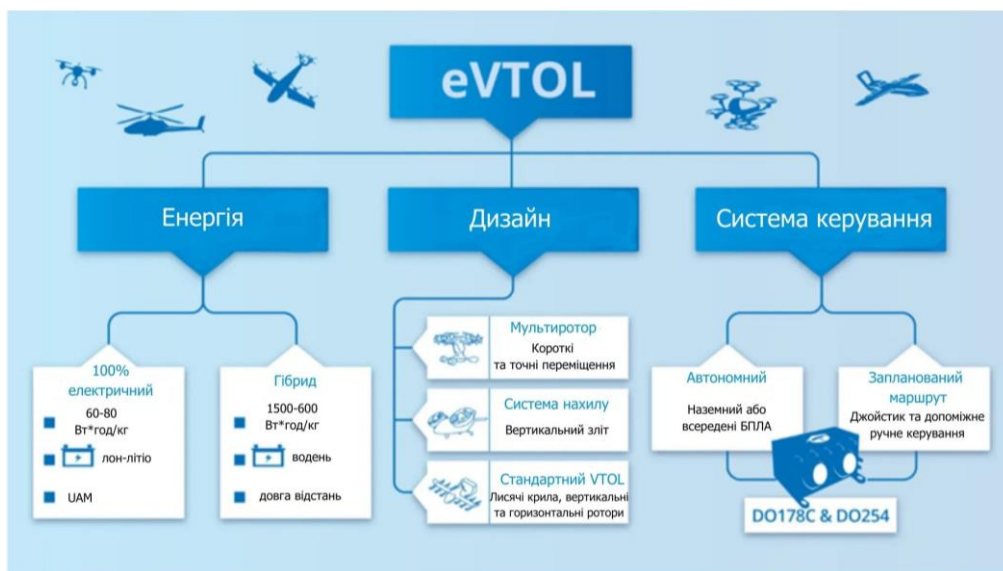 eVTOL
Енергія
Дизайн
Система керування
100%
електричний
60-80
Вт*год/кг
лон-літіо
UAM
Гібрид
1500-600
Вт*год/кг
водень
довга відстань
Мультиротор
Короткі
та точні переміщення
Система нахилу
Вертикальний зліт
Стандартний VTOL
Лисячі крила, вертикальні
та горизонтальні ротори
Автономний
Наземний або
всередені БПЛА
Запланований
маршрут
Джойстик та допоміжне
ручне керування
DO178C & DO254